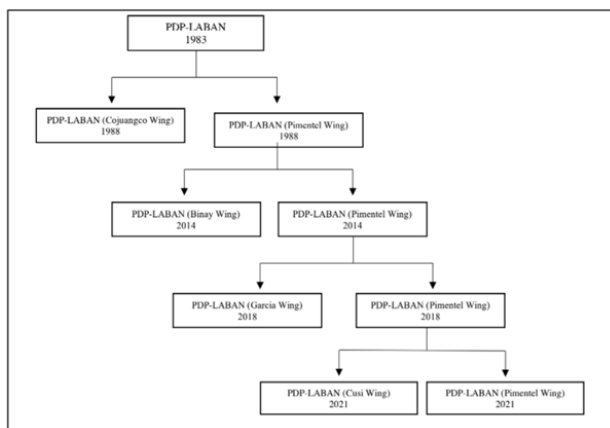 PDP-LABAN
1983
PDP-LABAN (Cojuangco Wing)
1988
PDP-LABAN (Pimentel Wing)
1988
PDP-LABAN (Binay Wing)
2014
PDP-LABAN (Pimentel Wing)
2014
PDP-LABAN (Garcia Wing)
2018
PDP-LABAN (Pimentel Wing)
2018
PDP-LABAN (Cusi Wing)
2021
PDP-LABAN (Pimentel Wing)
2021